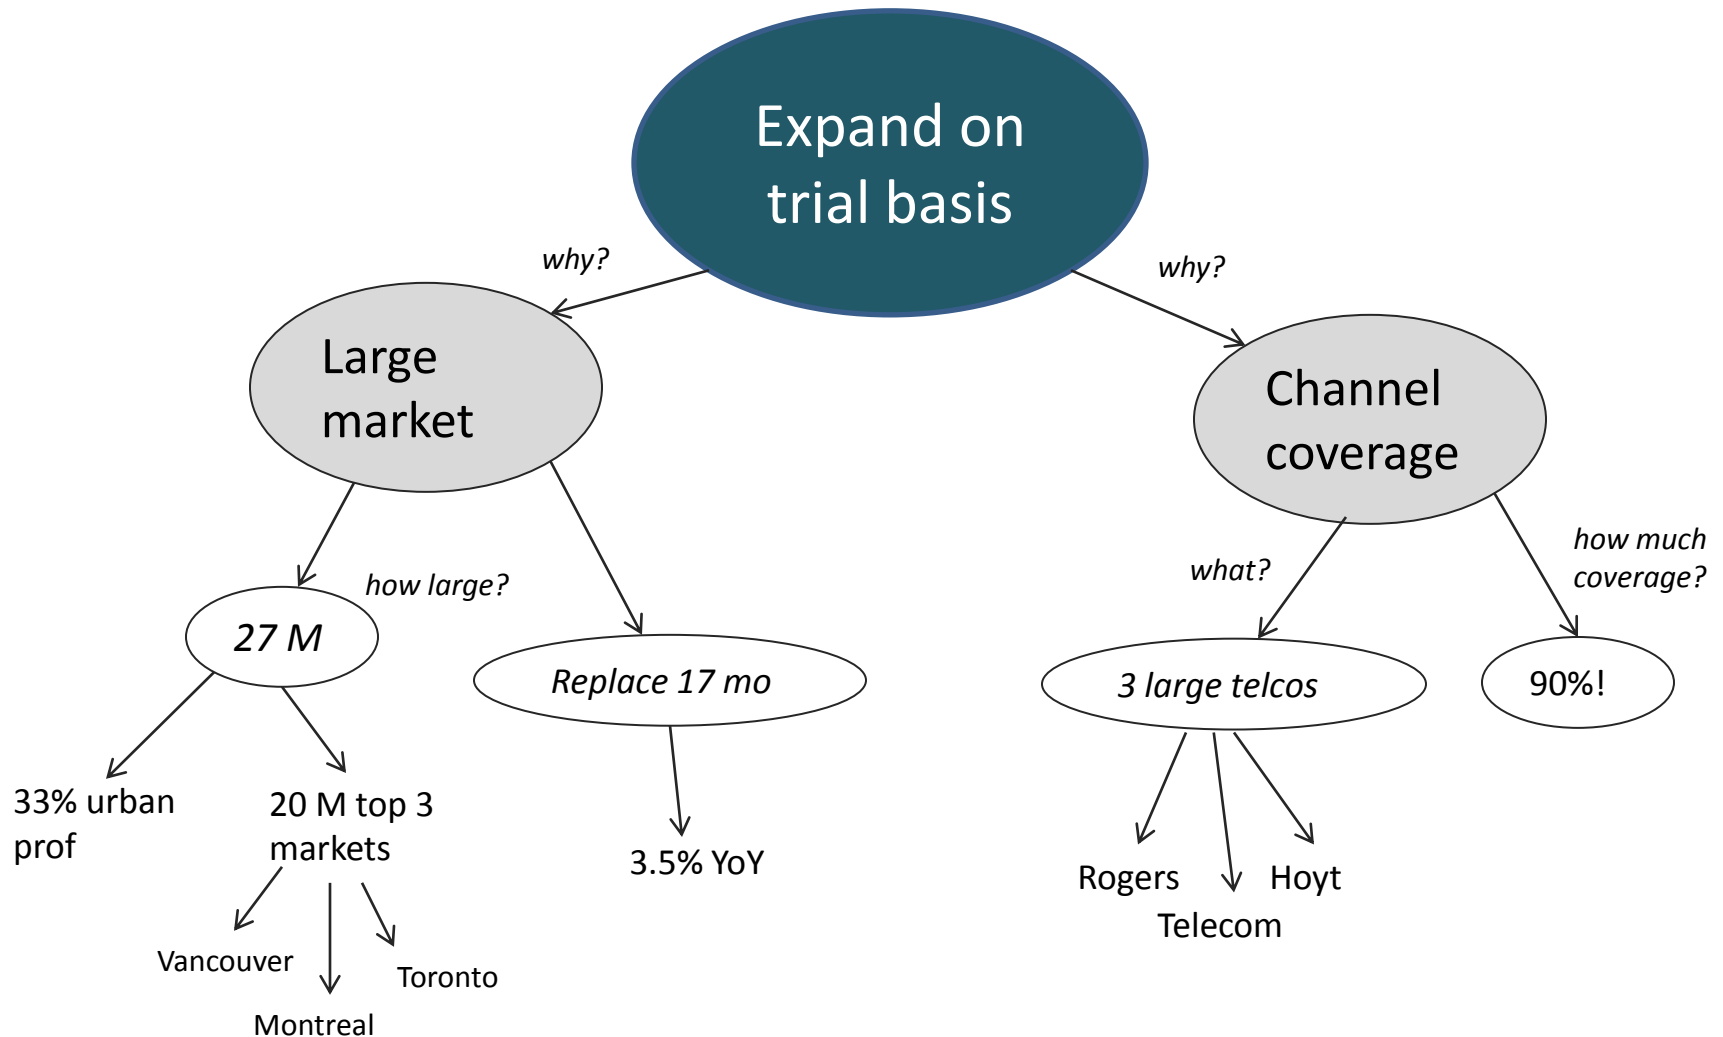 Expand on
trial basis
why?
why?
Large
market
Channel
coverage
how large?
what?
how much
coverage?
27 M
Replace 17 mo
3 large telcos
90%!
33% urban
prof
20 M top 3
markets
3.5% YoY
Rogers
Hoyt
Telecom
Vancouver
Toronto
Montreal